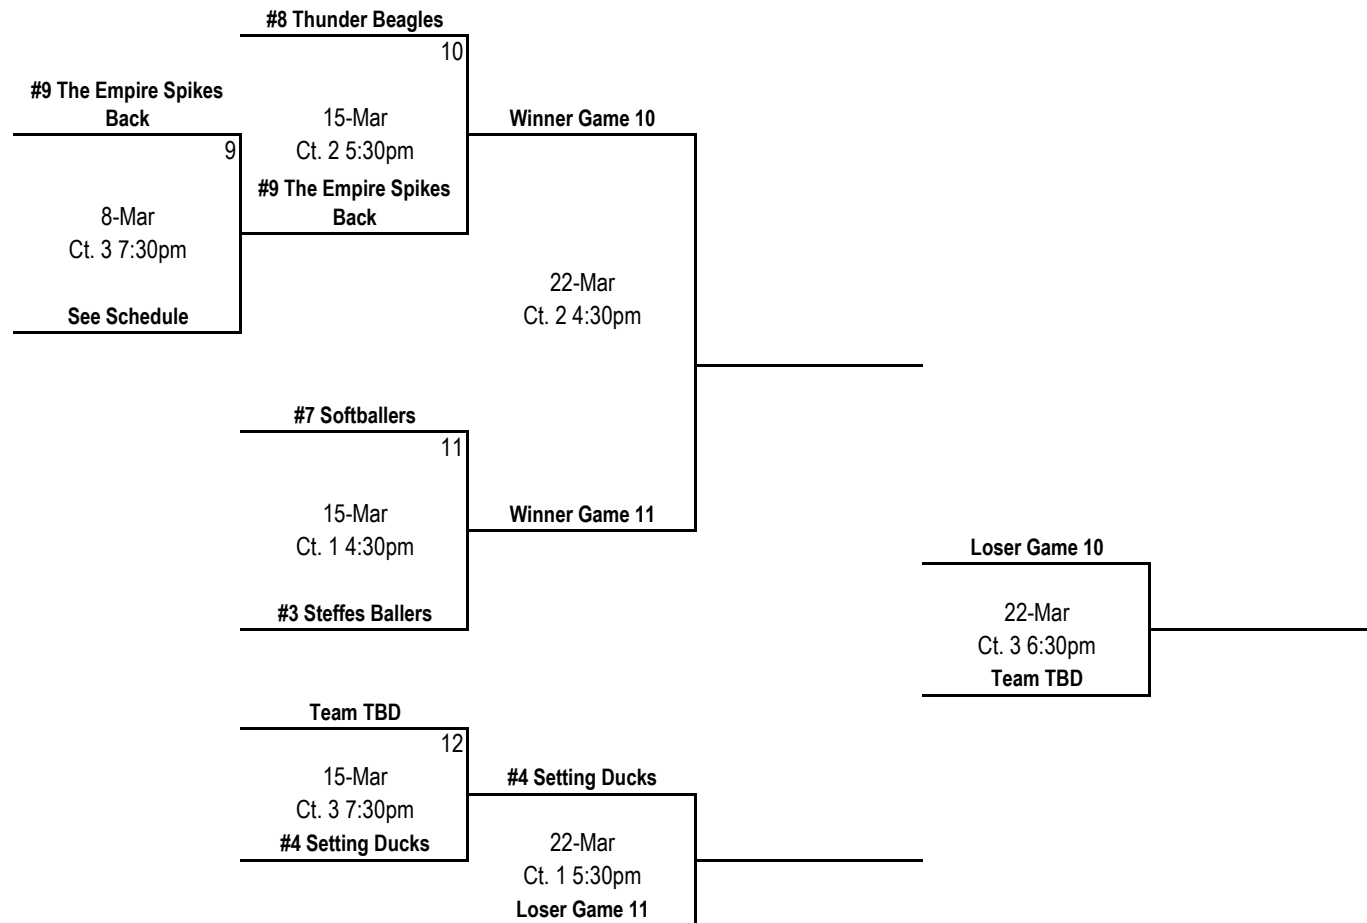 #8 Thunder Beagles
10
#9 The Empire Spikes
Back
15-Mar
Ct. 2 5:30pm
Winner Game 10
9
#9 The Empire Spikes
Back
8-Mar
Ct. 3 7:30pm
22-Mar
Ct. 2 4:30pm
See Schedule
#7 Softballers
11
15-Mar
Ct. 1 4:30pm
Winner Game 11
Loser Game 10
#3 Steffes Ballers
22-Mar
Ct. 3 6:30pm
Team TBD
Team TBD
12
15-Mar
Ct. 3 7:30pm
#4 Setting Ducks
#4 Setting Ducks
22-Mar
Ct. 1 5:30pm
Loser Game 11